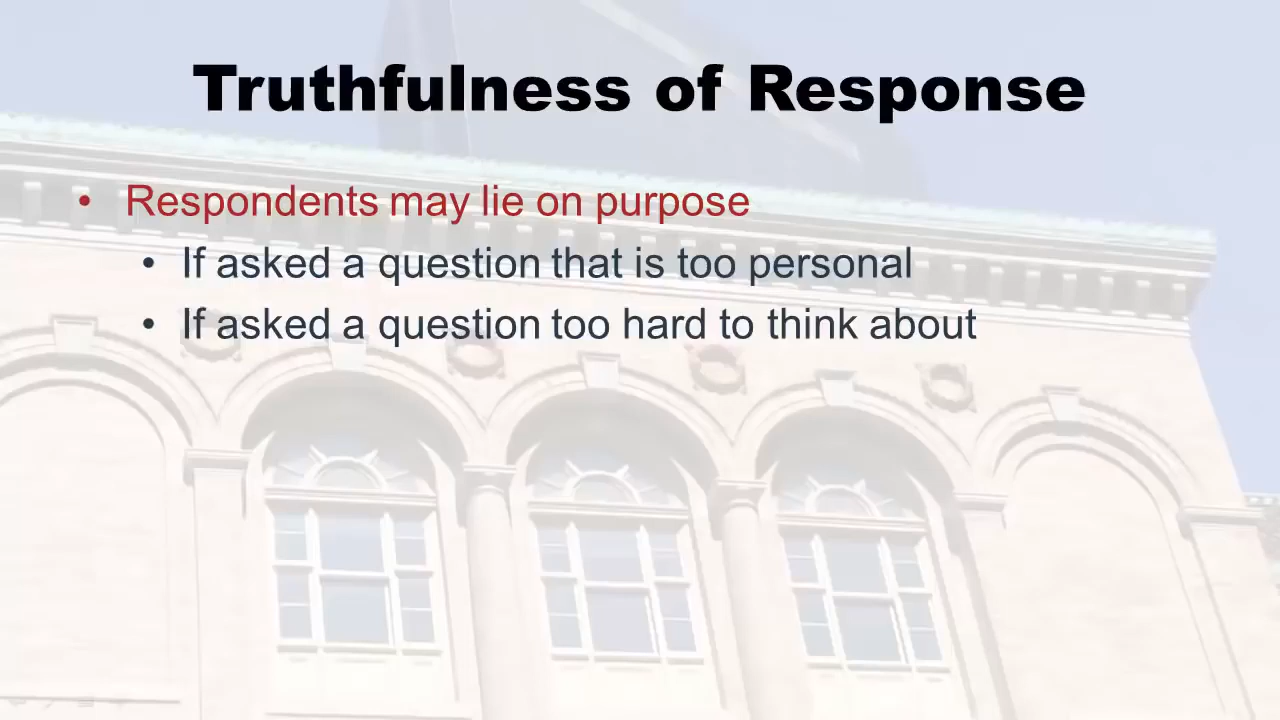 Truthfulness of Response
• Respondents may lie on purpose
• If asked a question that is too personal
• If asked a question too hard to think about